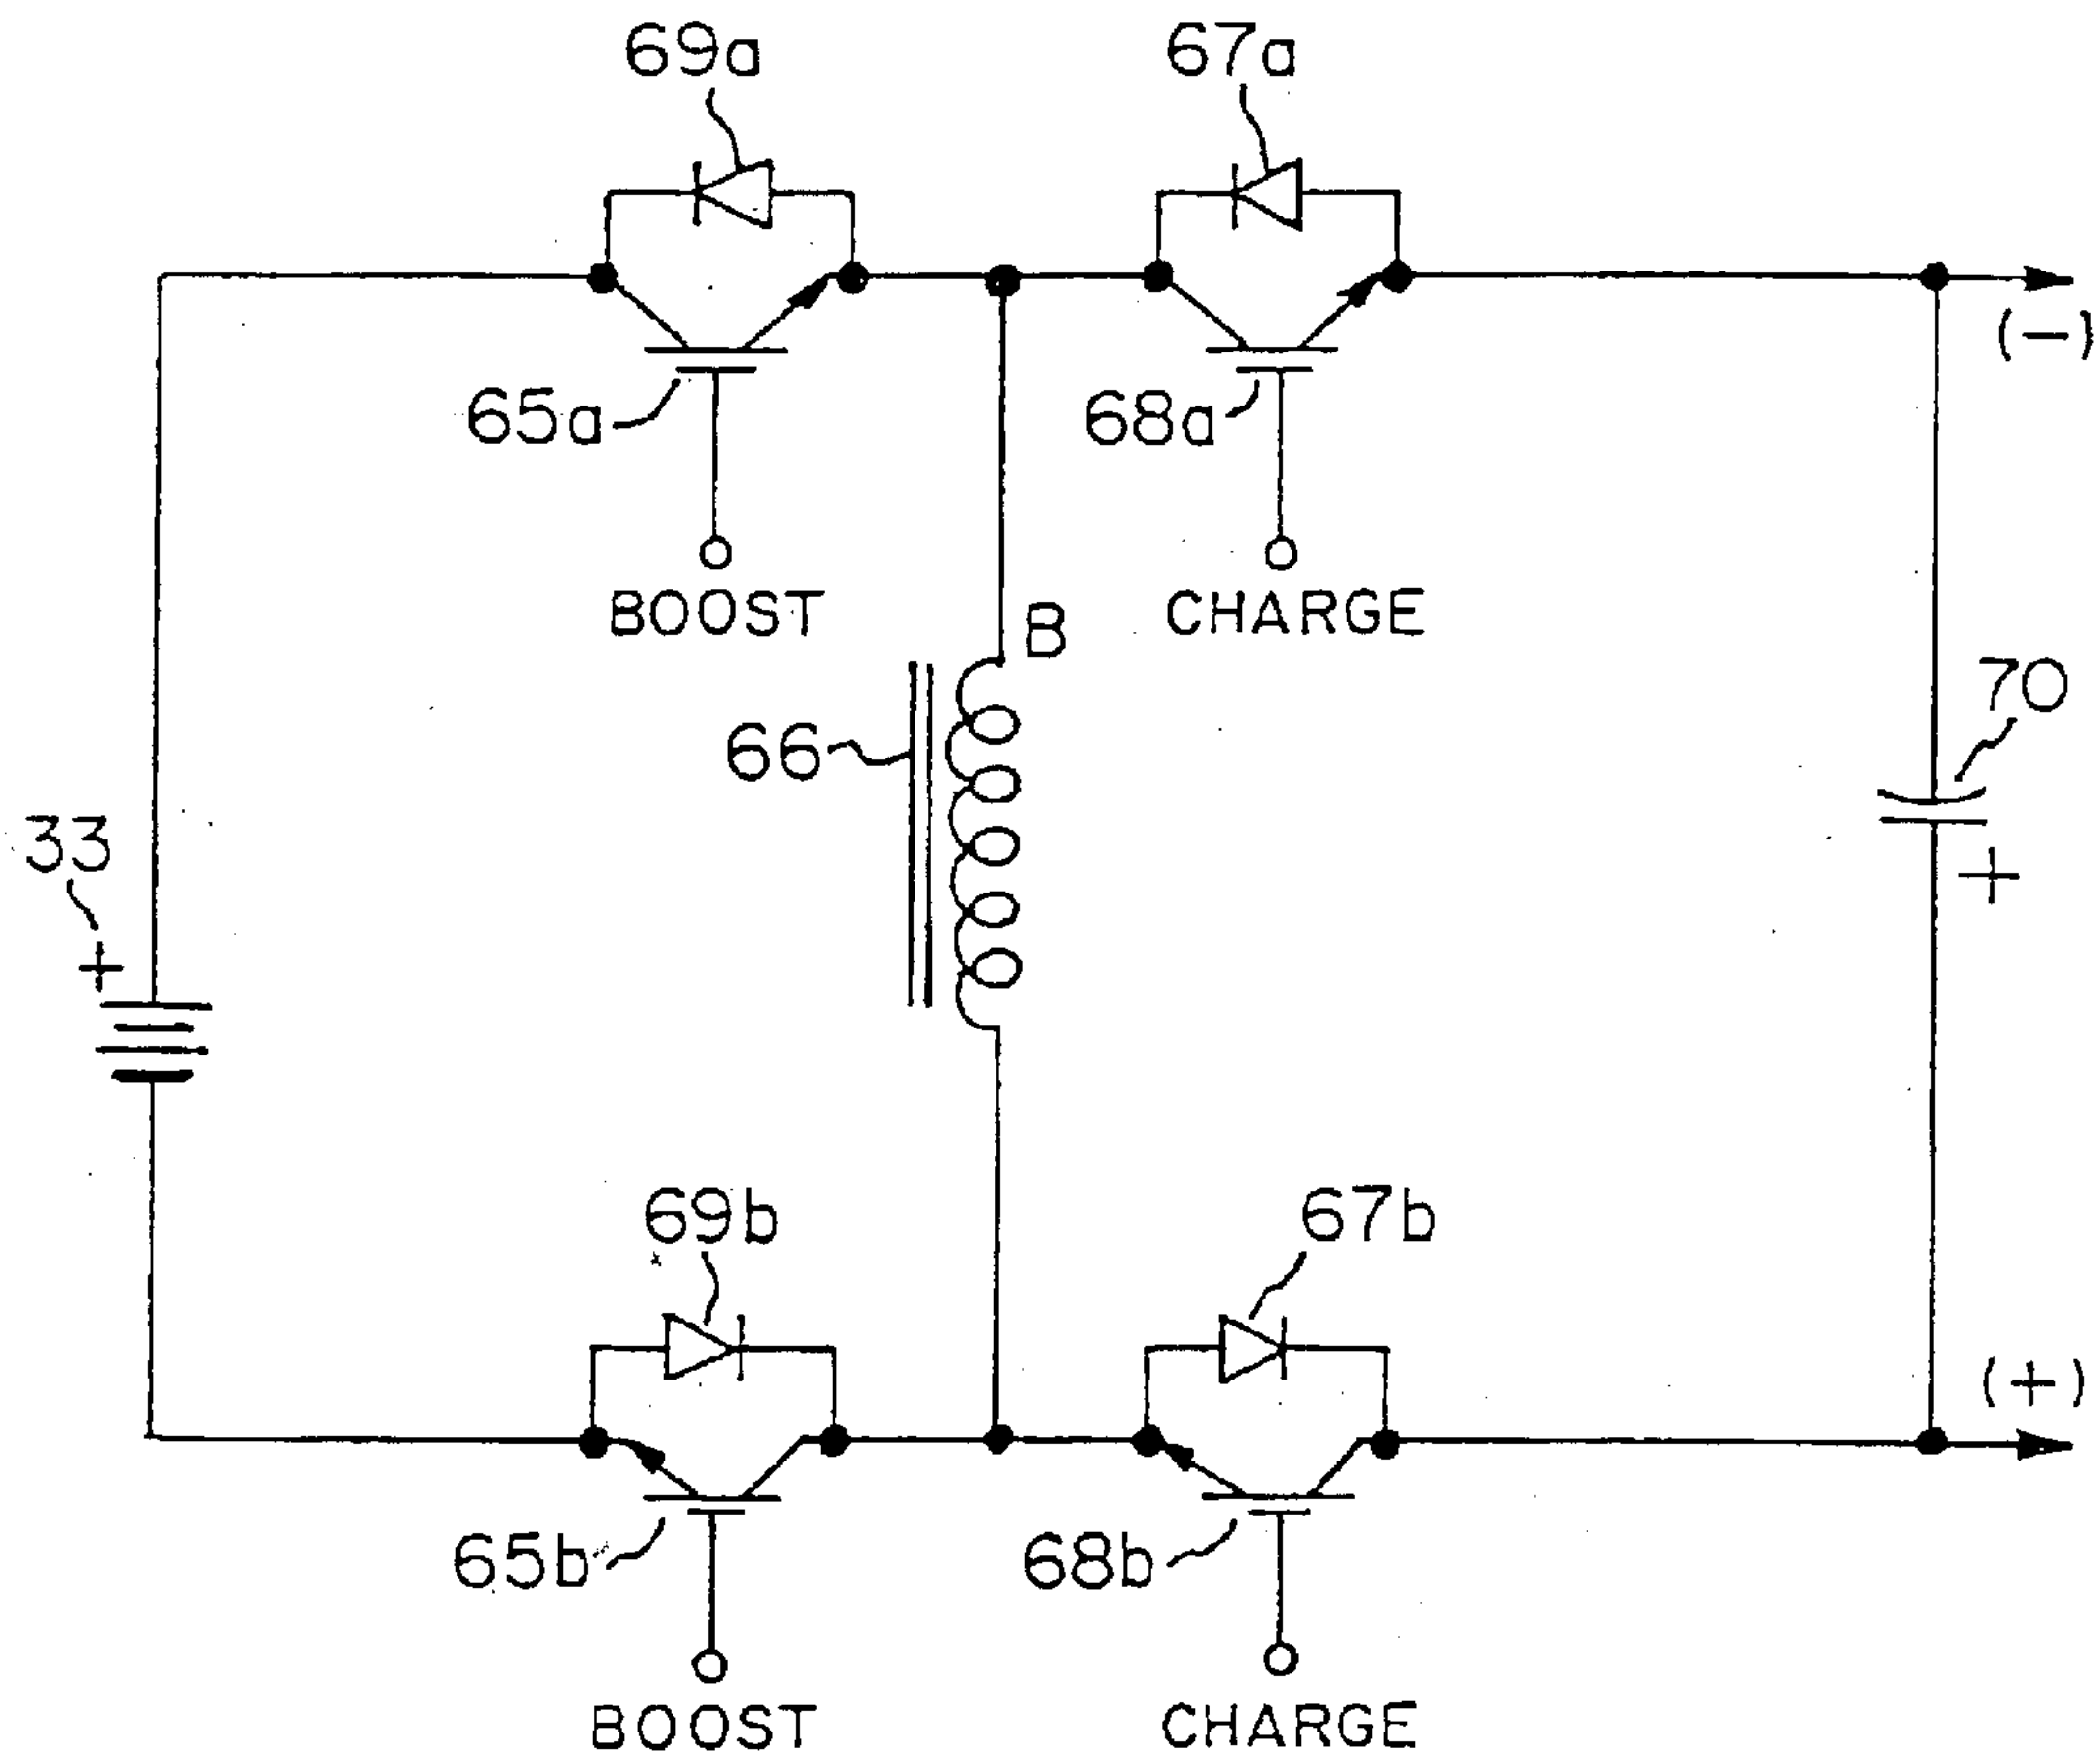 69a
67a
(-)
65a
68a
BOOST
CHARGE
B
70
66
33
+
+
69b
67b
(+)
65b
68b
BOOST
CHARGE